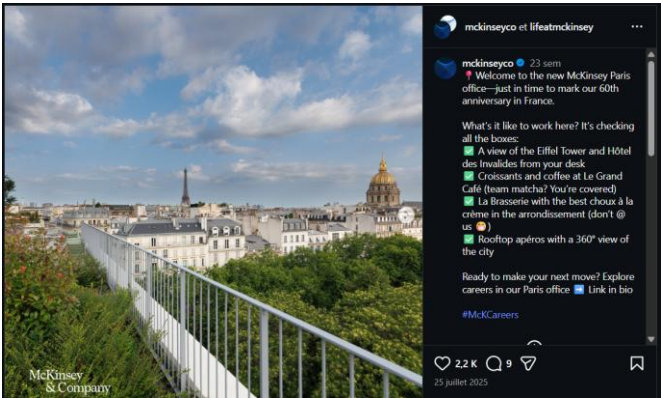 mckinseyco et lifeatmckinsey
mckinseyco 23 sem
📍Welcome to the new McKinsey Paris
office—just in time to mark our 60th
anniversary in France.
What's it like to work here? It's checking
all the boxes:
✅ A view of the Eiffel Tower and Hôtel
des Invalides from your desk
✅ Croissants and coffee at Le Grand
Café (team matcha? You're covered)
✅ La Brasserie with the best choux à la
crème in the arrondissement (don't @
us 😁)
✅ Rooftop apéros with a 360° view of
the city
Ready to make your next move? Explore
careers in our Paris office ➡️ Link in bio
#McKCareers
2,2 K 9
25 juillet 2025
McKinsey
& Company